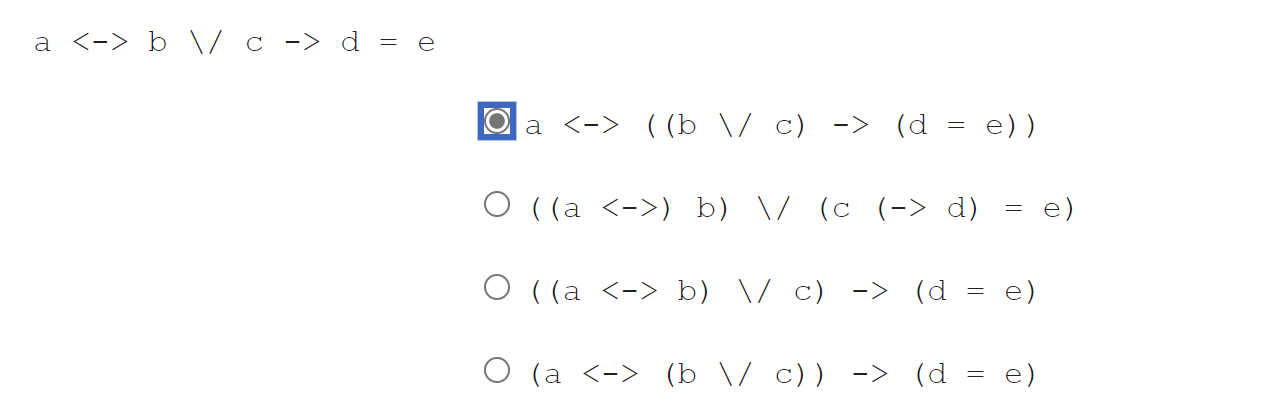 a <-> b \/ c -> d = e
a <-> ((b \/ c) -> (d = e))
((a <->) b) \/ (c (-> d) = e)
((a <-> b) \/ c) -> (d = e)
(a <-> (b \/ c)) -> (d = e)